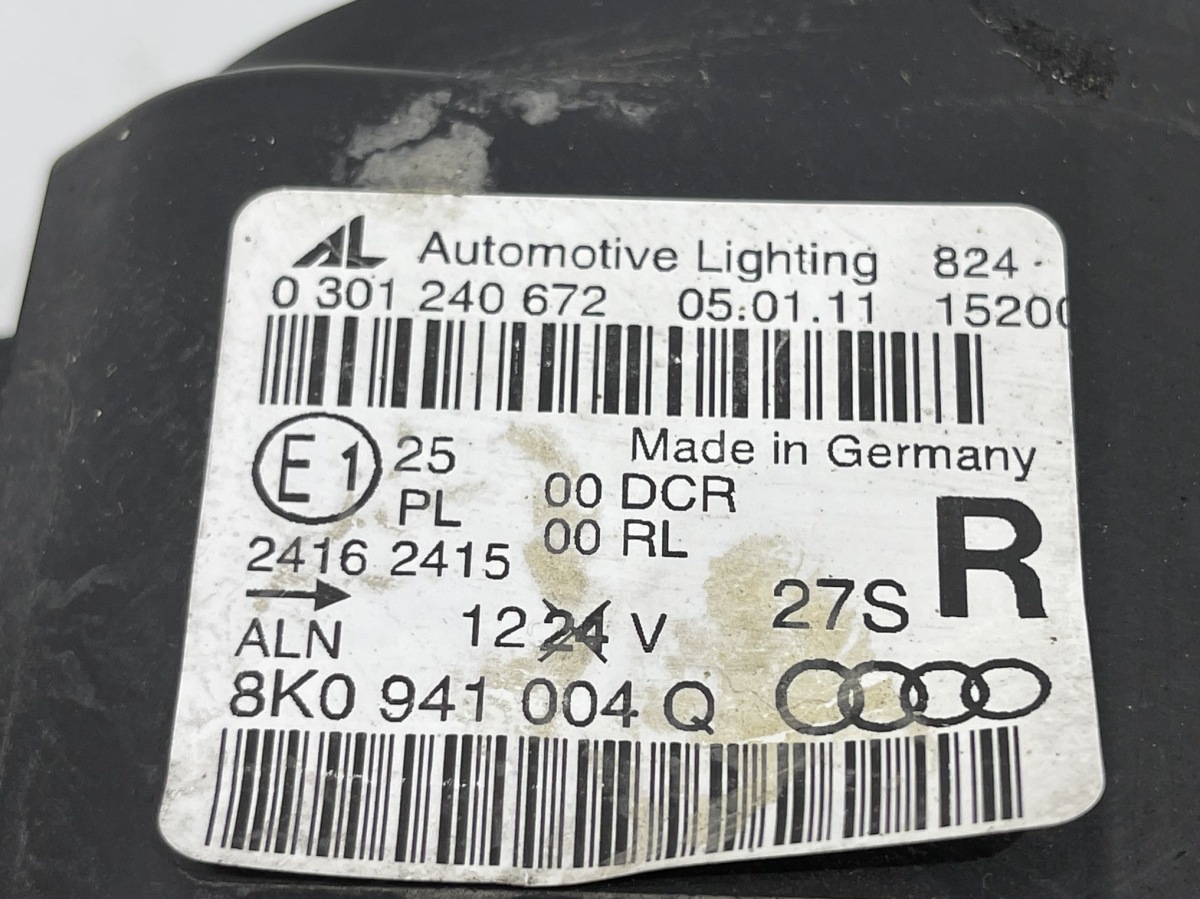 AL Automotive Lighting 824
0 301 240 672 05.01.11 15200
E1 25 Made in Germany
PL 00 DCR
00 RL R
2416 2415
27S
ALN 12 24 V
8K0 941 004 Q